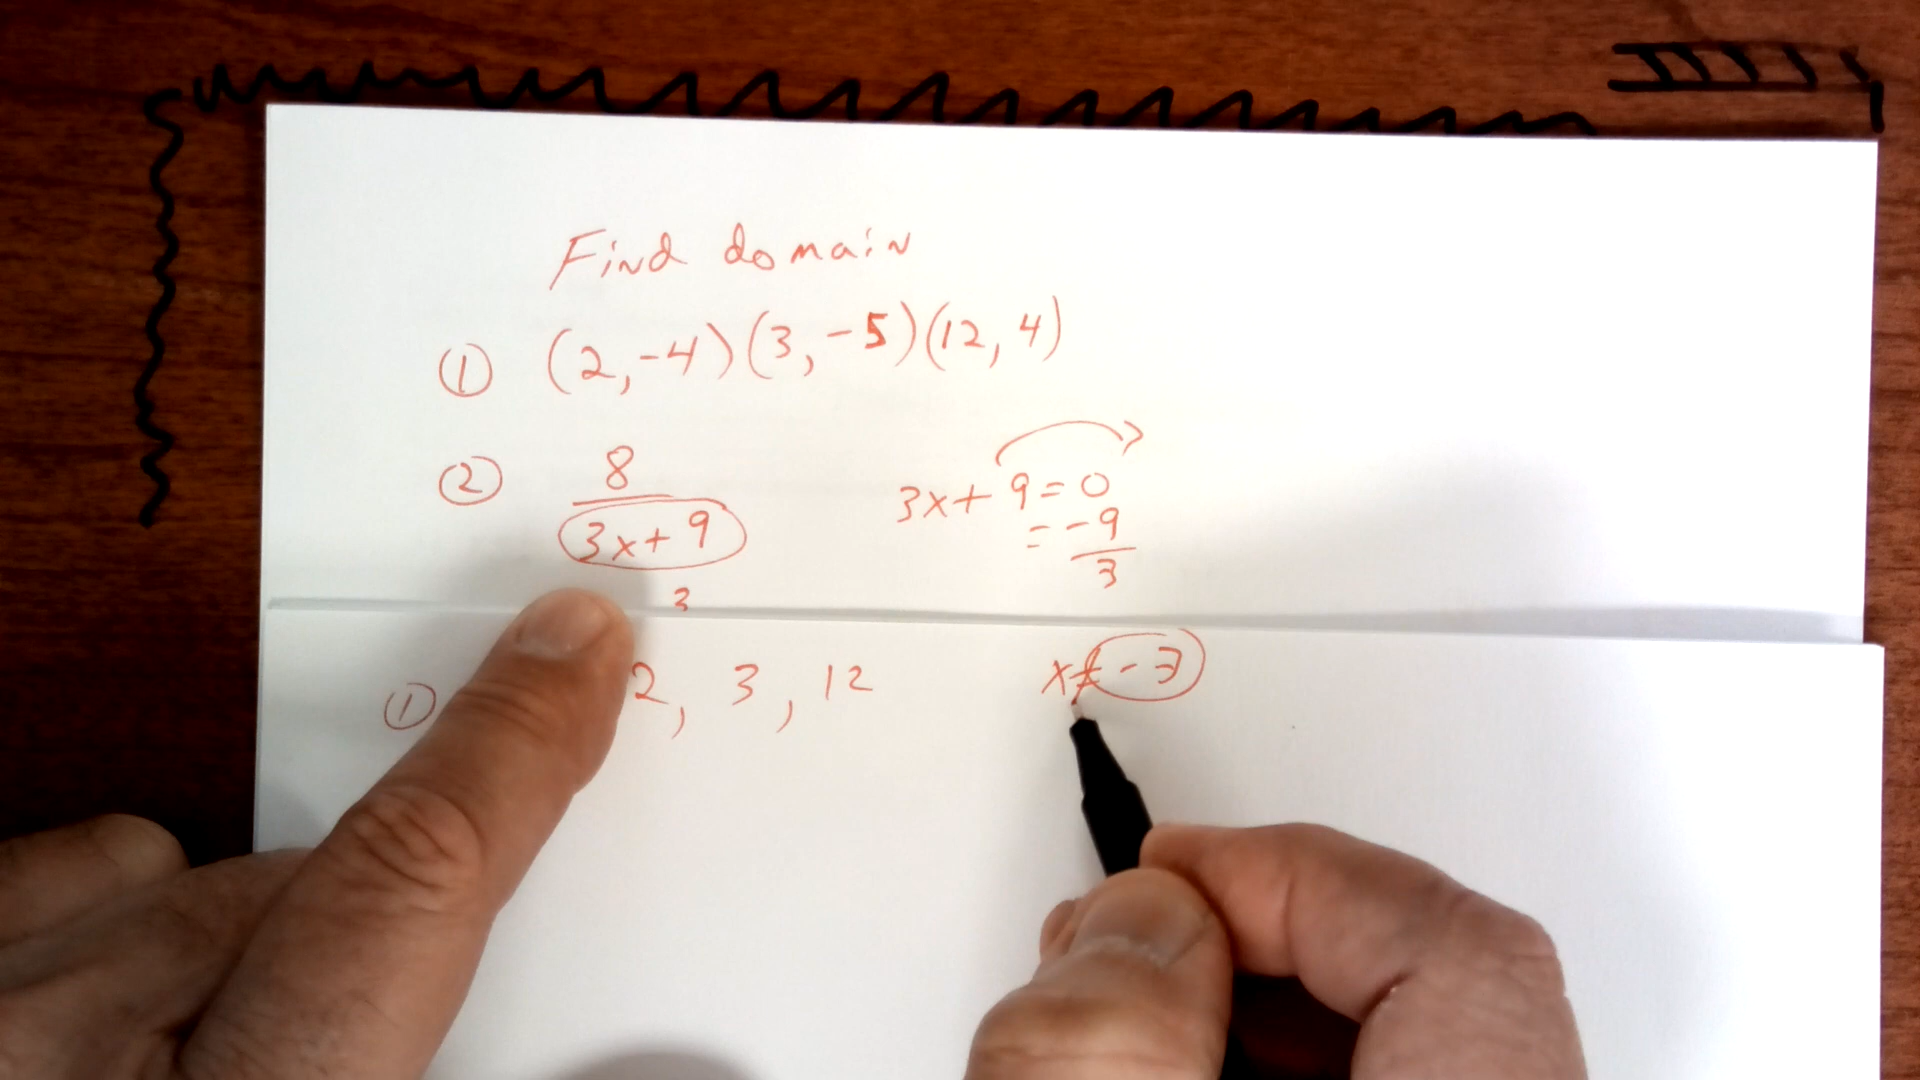 Find domain
① (2,-4)(3,-5)(12,4)
② 8
3x+9
3x+9=0
=-9
3
3
① 2, 3, 12
x≠-3